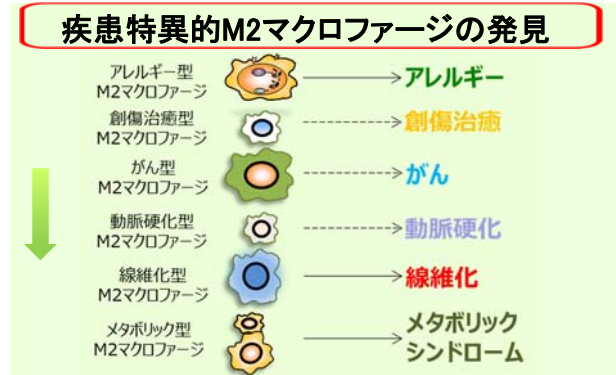 疾患特異的M2マクロファージの発見
アレルギー型
M2マクロファージ
アレルギー
創傷治癒型
M2マクロファージ
創傷治癒
がん型
M2マクロファージ
がん
動脈硬化型
M2マクロファージ
動脈硬化
線維化型
M2マクロファージ
線維化
メタボリック型
M2マクロファージ
メタボリック
シンドローム